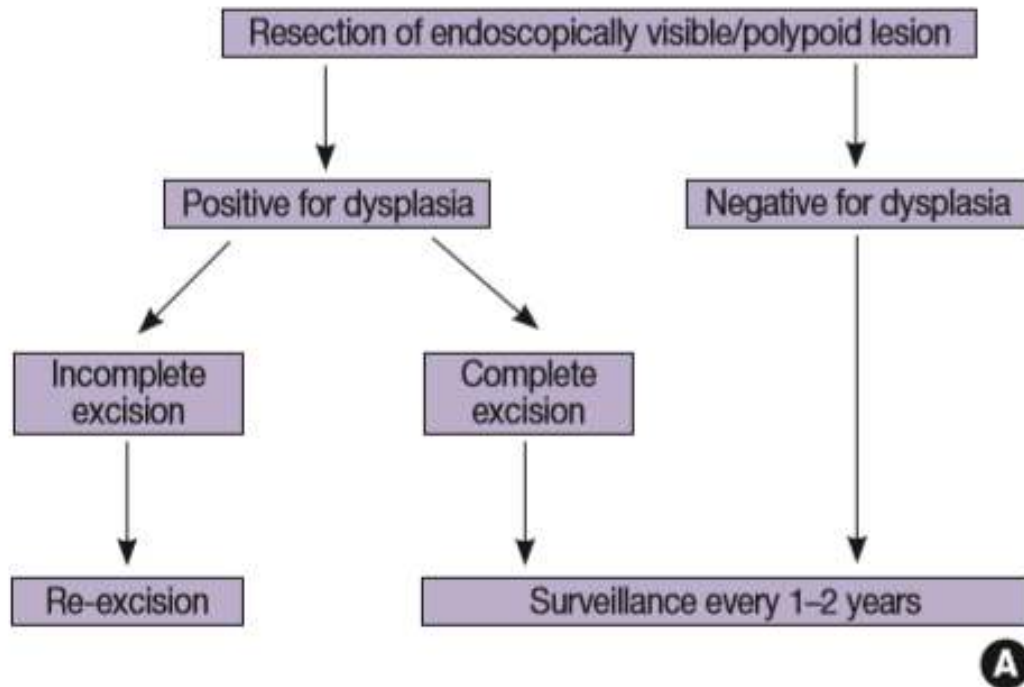 Resection of endoscopically visible/polypoid lesion
Positive for dysplasia
Negative for dysplasia
Incomplete
excision
Complete
excision
Re-excision
Surveillance every 1–2 years
A